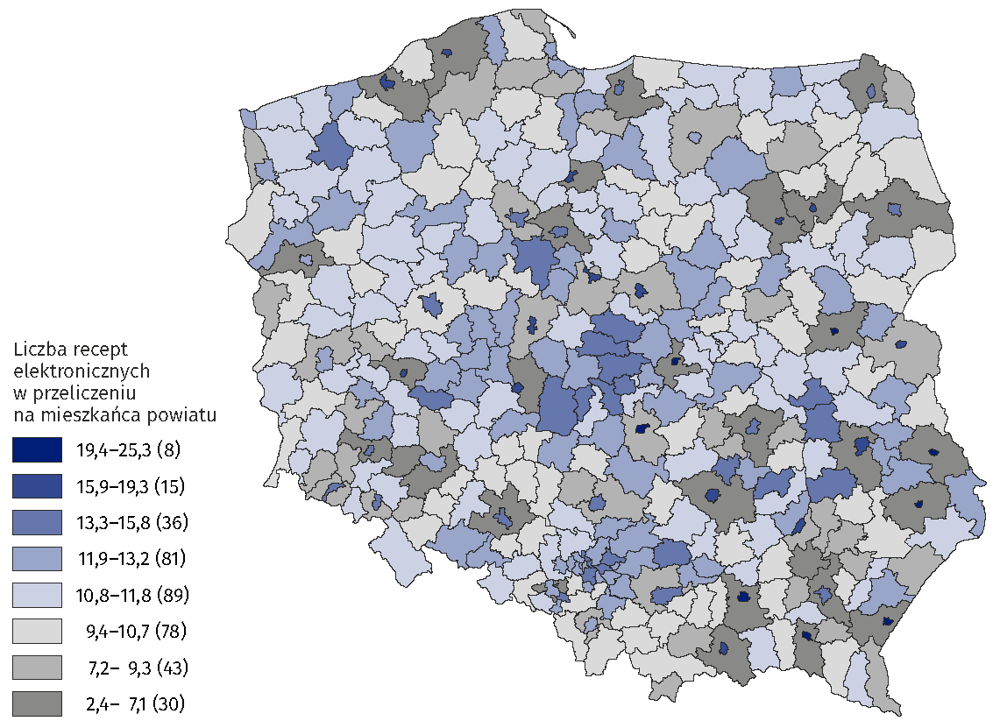 Liczba recept
elektronicznych
w przeliczeniu
na mieszkańca powiatu
19,4–25,3 (8)
15,9–19,3 (15)
13,3–15,8 (36)
11,9–13,2 (81)
10,8–11,8 (89)
9,4–10,7 (78)
7,2– 9,3 (43)
2,4– 7,1 (30)